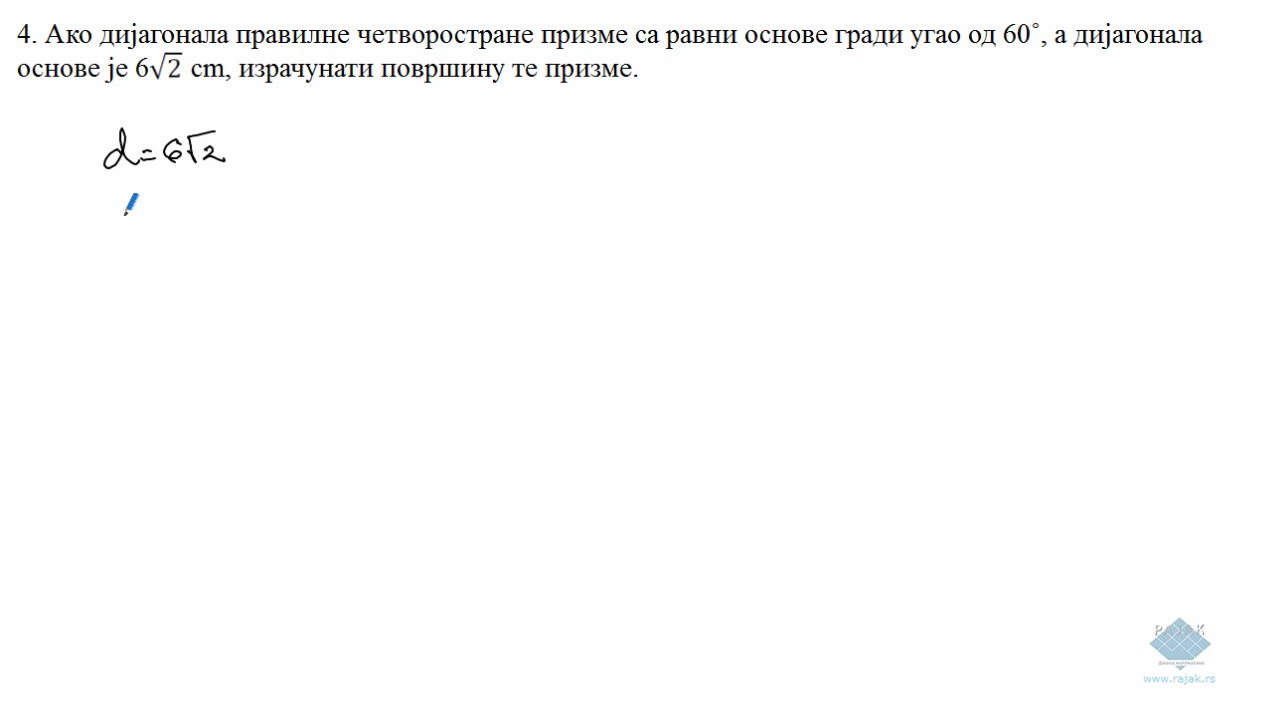 4. Ако дијагонала правилне четворостране призме са равни основе гради угао од 60˚, а дијагонала
основе је 6√2 cm, израчунати површину те призме.
d=6√2
РАЈАК
www.rajak.rs